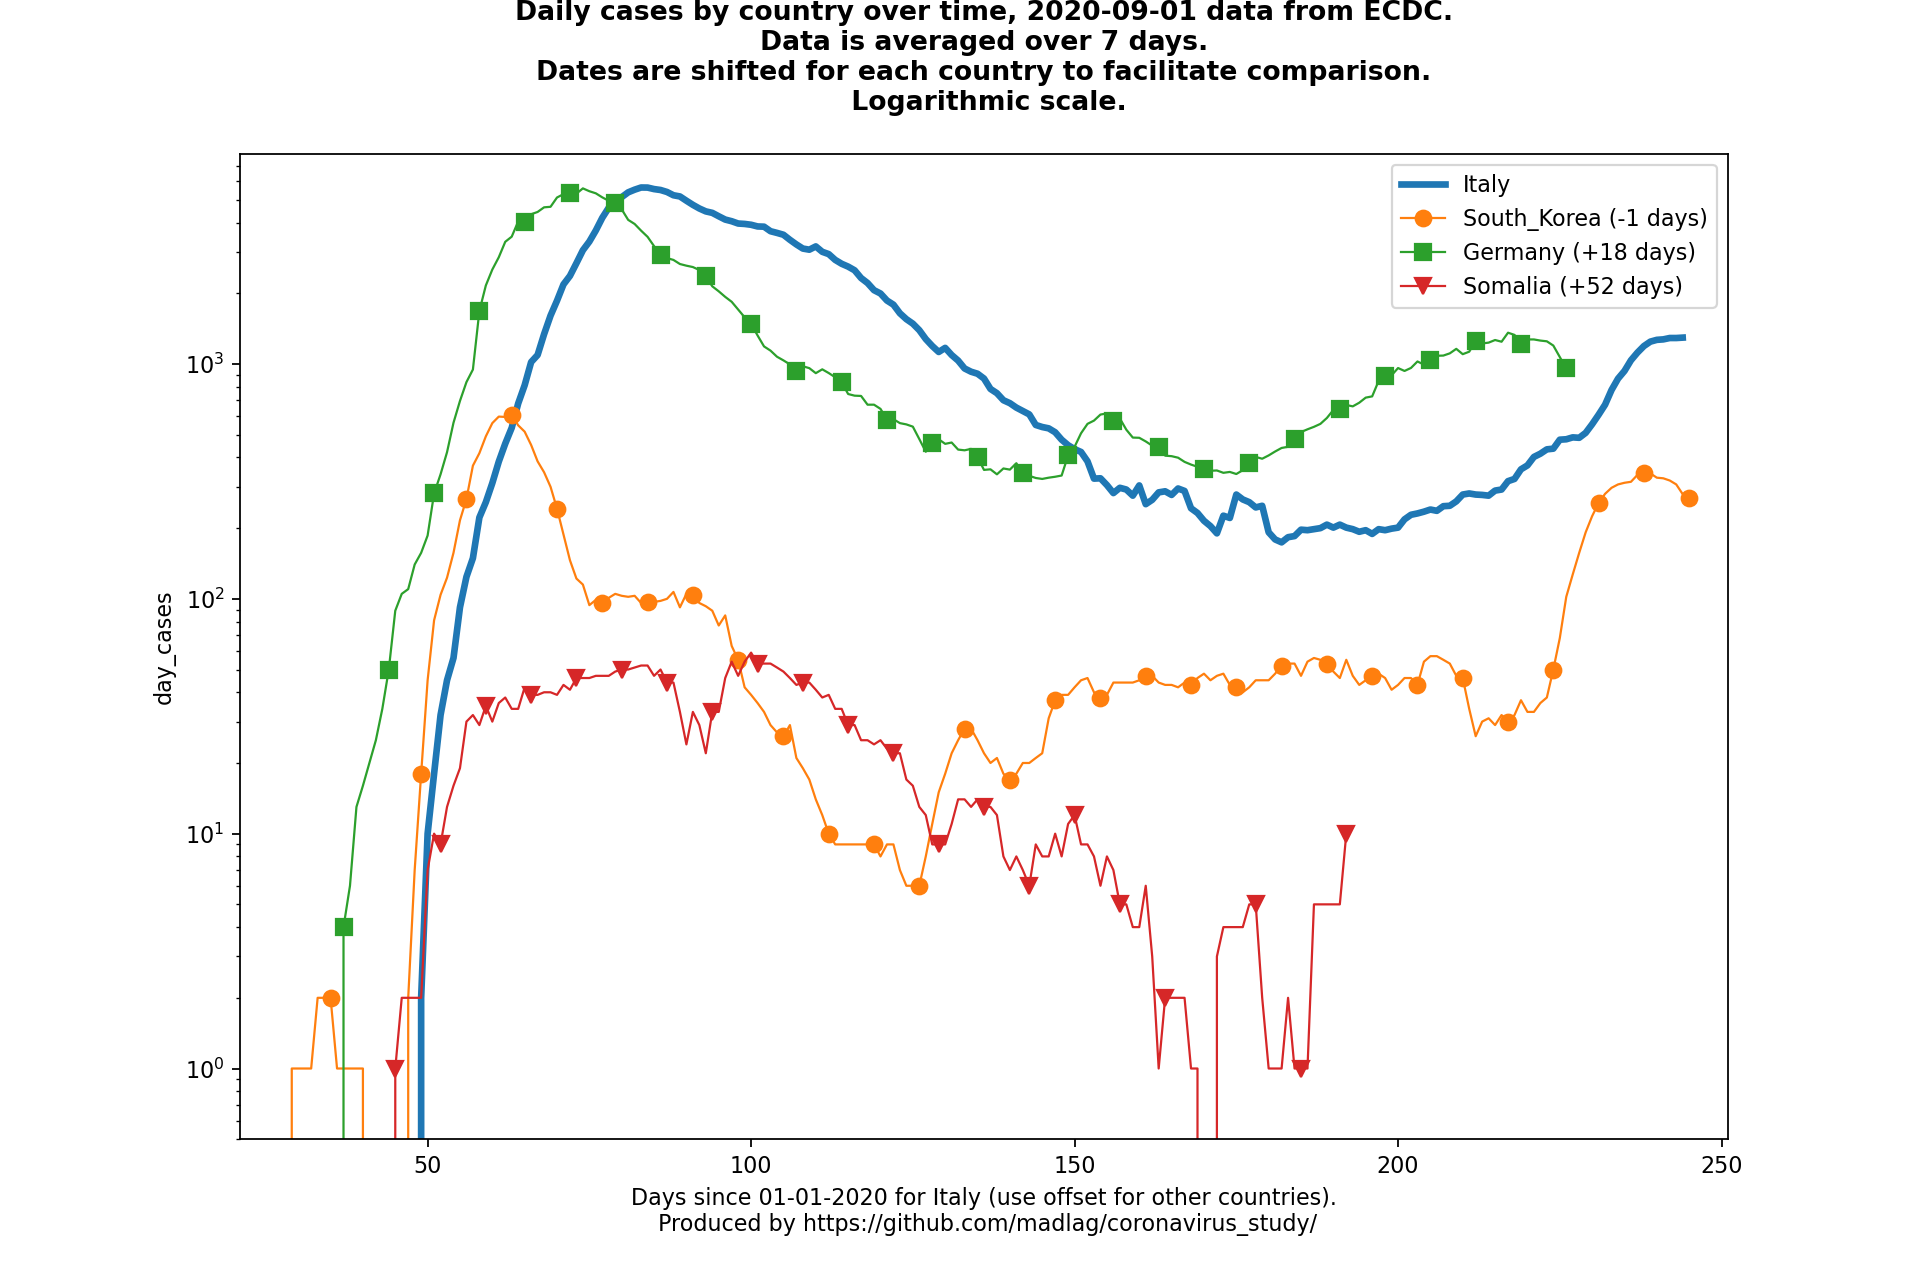 Daily cases by country over time, 2020-09-01 data from ECDC.
Data is averaged over 7 days.
Dates are shifted for each country to facilitate comparison.
Logarithmic scale.
Italy
South_Korea (-1 days)
Germany (+18 days)
Somalia (+52 days)
day_cases
10³
10²
10¹
10⁰
50 100 150 200 250
Days since 01-01-2020 for Italy (use offset for other countries).
Produced by https://github.com/madlag/coronavirus_study/